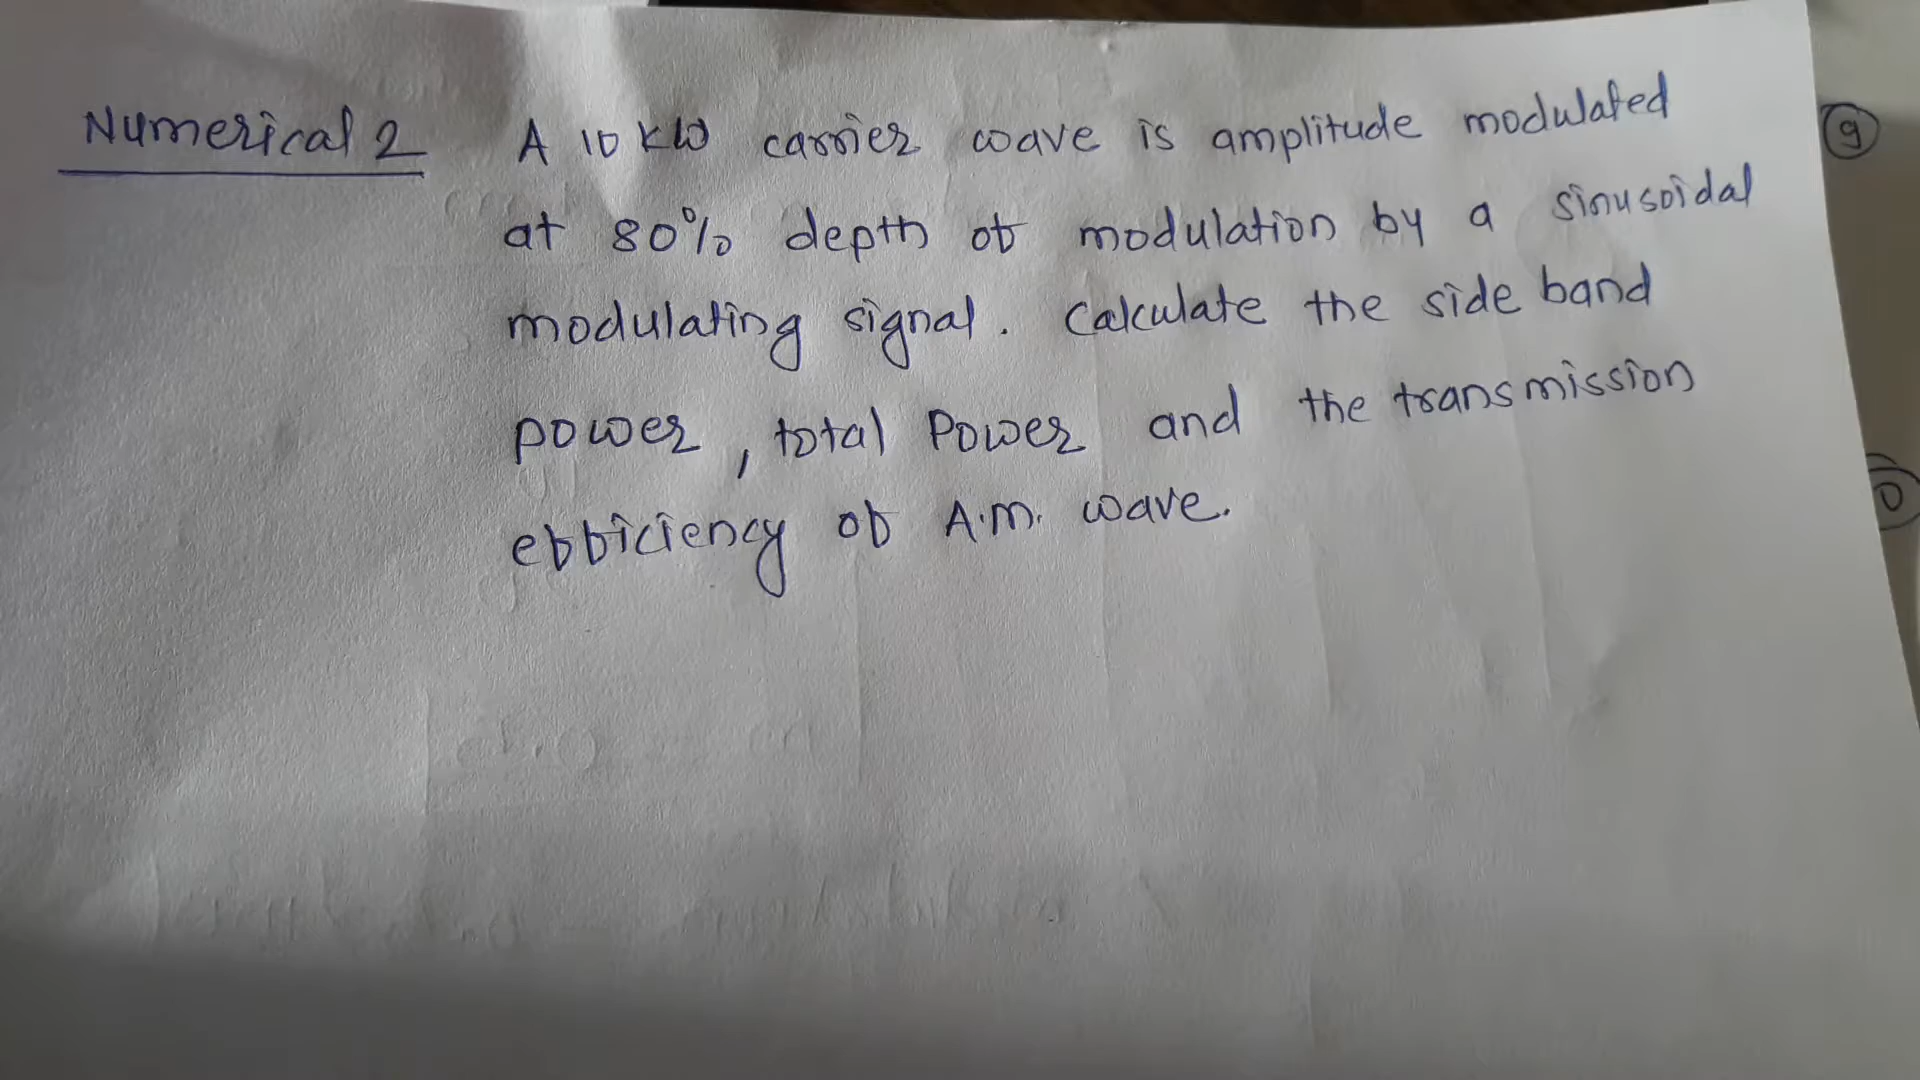 Numerical 2 A 10 kW carrier wave is amplitude modulated
at 80% depth of modulation by a sinusoidal
modulating signal. Calculate the side band
power, total Power and the transmission
efficiency of A.M. wave.
9